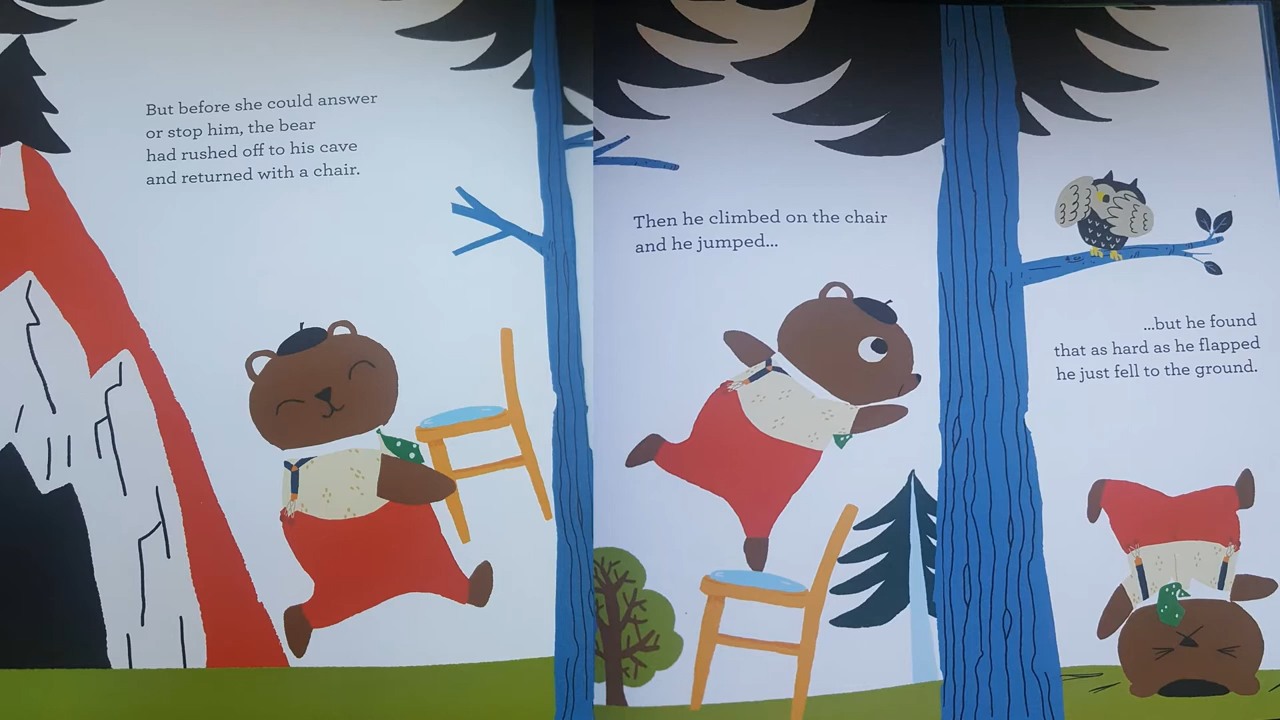 But before she could answer
or stop him, the bear
had rushed off to his cave
and returned with a chair.
Then he climbed on the chair
and he jumped...
...but he found
that as hard as he flapped
he just fell to the ground.